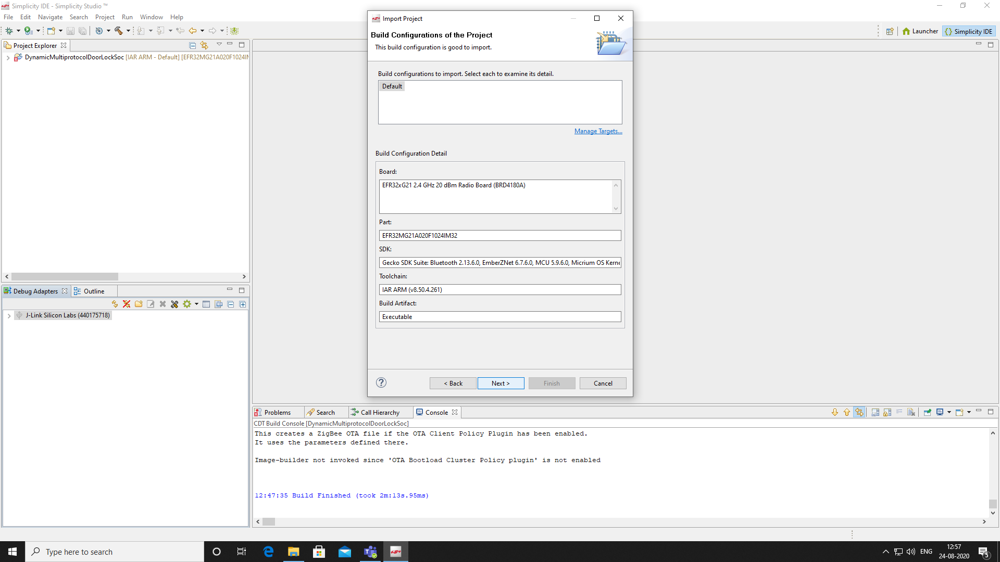 Simplicity IDE - Simplicity Studio ™
File Edit Navigate Search Project Run Window Help
Launcher
Simplicity IDE
Project Explorer
DynamicMultiprotocolDoorLockSoc [IAR ARM - Default] [EFR32MG21A020F1024IM
Import Project
Build Configurations of the Project
This build configuration is good to import.
Build configurations to import. Select each to examine its detail.
Default
Manage Targets...
Build Configuration Detail
Board:
EFR32xG21 2.4 GHz 20 dBm Radio Board (BRD4180A)
Part:
EFR32MG21A020F1024IM32
SDK:
Gecko SDK Suite: Bluetooth 2.13.6.0, EmberZNet 6.7.6.0, MCU 5.9.6.0, Micrium OS Kerne
Toolchain:
IAR ARM (v8.50.4.261)
Build Artifact:
Executable
< Back
Next >
Finish
Cancel
Debug Adapters
Outline
J-Link Silicon Labs (440175718)
Problems
Search
Call Hierarchy
Console
CDT Build Console [DynamicMultiprotocolDoorLockSoc]
This creates a ZigBee OTA file if the OTA Client Policy Plugin has been enabled.
It uses the parameters defined there.
Image-builder not invoked since 'OTA Bootload Cluster Policy plugin' is not enabled
12:47:35 Build Finished (took 2m:13s.95ms)
Type here to search
ENG
12:57
24-08-2020
5